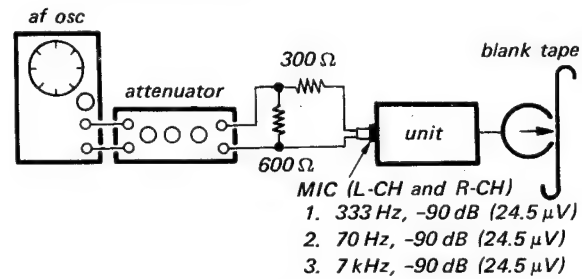 af osc
attenuator
300 Ω
600 Ω
unit
blank tape
MIC (L-CH and R-CH)
1. 333 Hz, -90 dB (24.5 μV)
2. 70 Hz, -90 dB (24.5 μV)
3. 7 kHz, -90 dB (24.5 μV)